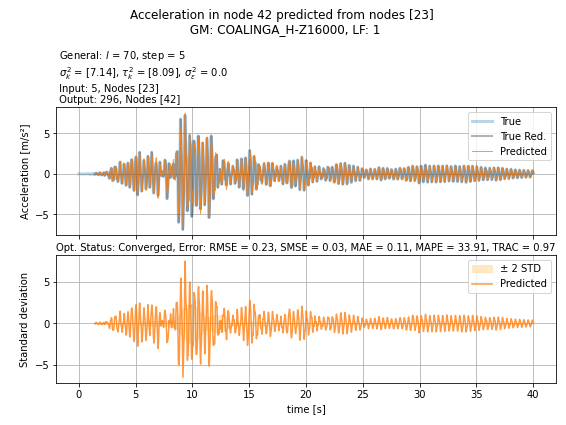 Acceleration in node 42 predicted from nodes [23]
GM: COALINGA_H-Z16000, LF: 1
General: l = 70, step = 5
σ²ₖ = [7.14], τ²ₖ = [8.09], σ²ε = 0.0
Input: 5, Nodes [23]
Output: 296, Nodes [42]
Acceleration [m/s²]
5
0
−5
True
True Red.
Predicted
Opt. Status: Converged, Error: RMSE = 0.23, SMSE = 0.03, MAE = 0.11, MAPE = 33.91, TRAC = 0.97
Standard deviation
5
0
−5
± 2 STD
Predicted
0 5 10 15 20 25 30 35 40
time [s]